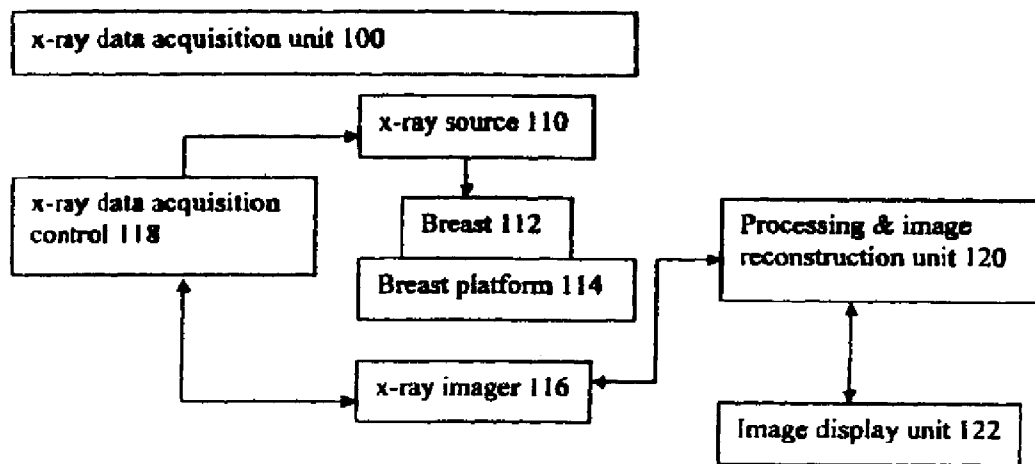 x-ray data acquisition unit 100
x-ray source 110
x-ray data acquisition
control 118
Breast 112
Breast platform 114
Processing & image
reconstruction unit 120
x-ray imager 116
Image display unit 122